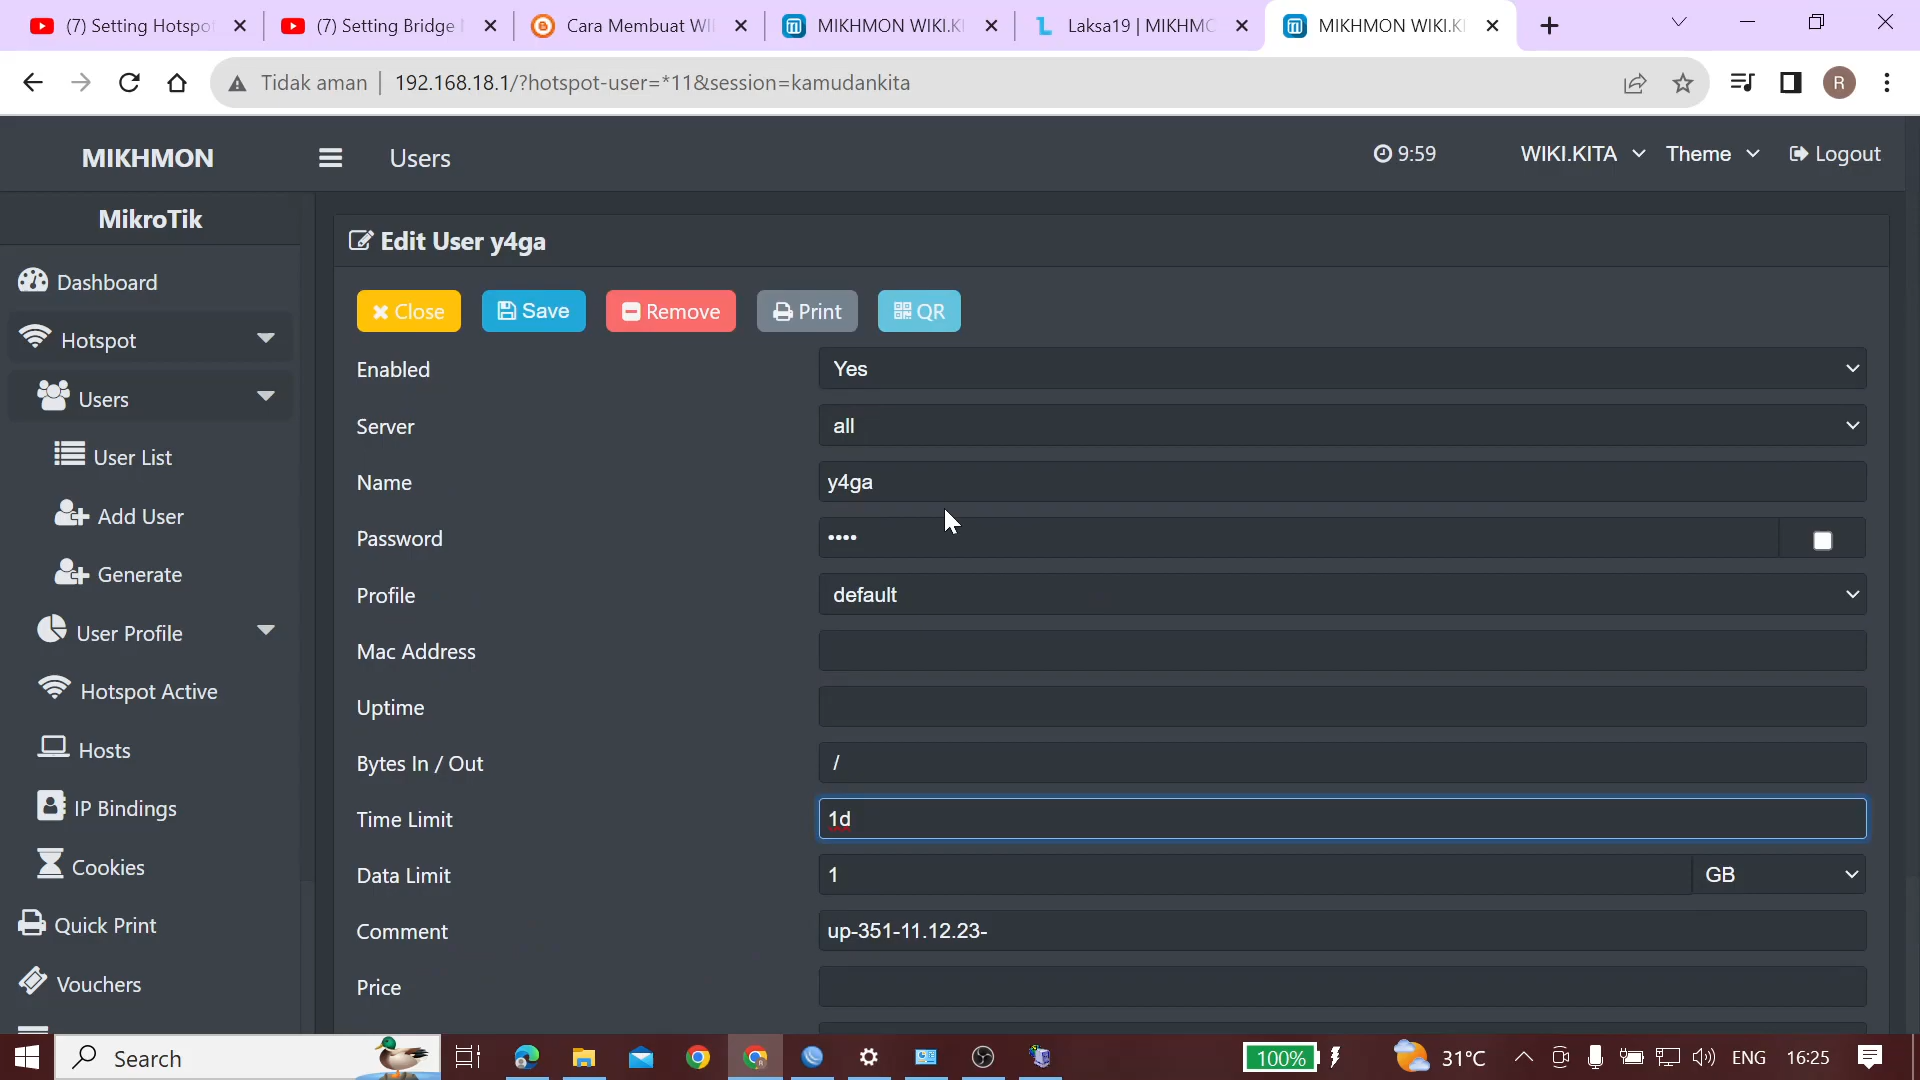 (7) Setting Hotspo
(7) Setting Bridge
Cara Membuat WI
MIKHMON WIKI.K
Laksa19 | MIKHMO
MIKHMON WIKI.K
Tidak aman
192.168.18.1/?hotspot-user=*11&session=kamudankita
R
MIKHMON
Users
9:59
WIKI.KITA
Theme
Logout
MikroTik
Dashboard
Hotspot
Users
User List
Add User
Generate
User Profile
Hotspot Active
Hosts
IP Bindings
Cookies
Quick Print
Vouchers
Edit User y4ga
Close
Save
Remove
Print
QR
Enabled
Yes
Server
all
Name
y4ga
Password
••••
Profile
default
Mac Address
Uptime
Bytes In / Out
/
Time Limit
1d
Data Limit
1
GB
Comment
up-351-11.12.23-
Price
Search
100%
31°C
ENG
16:25